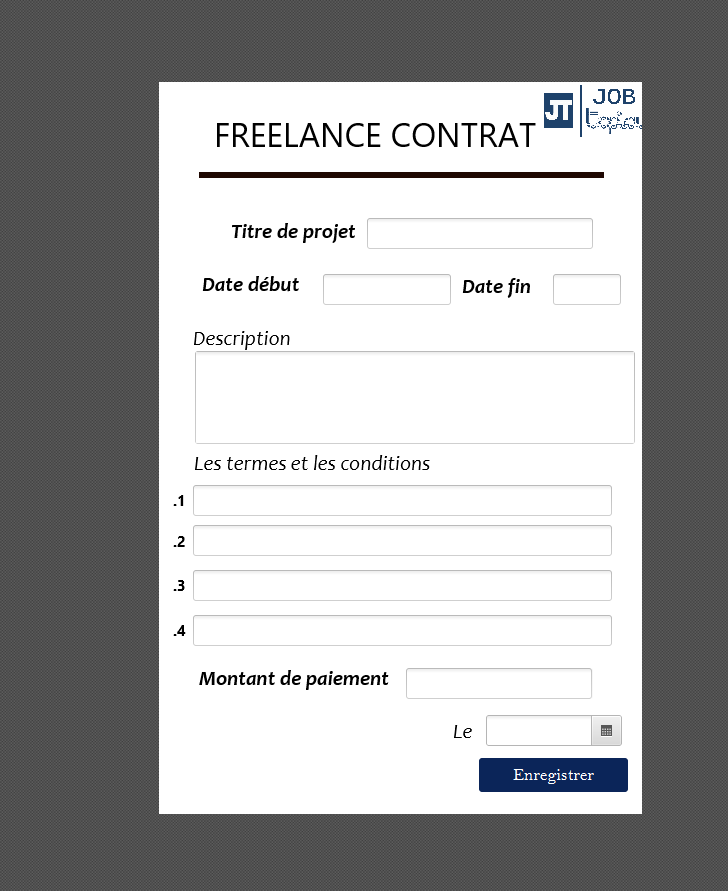 JT
JOB
FREELANCE CONTRAT
Titre de projet
Date début
Date fin
Description
Les termes et les conditions
.1
.2
.3
.4
Montant de paiement
Le
Enregistrer